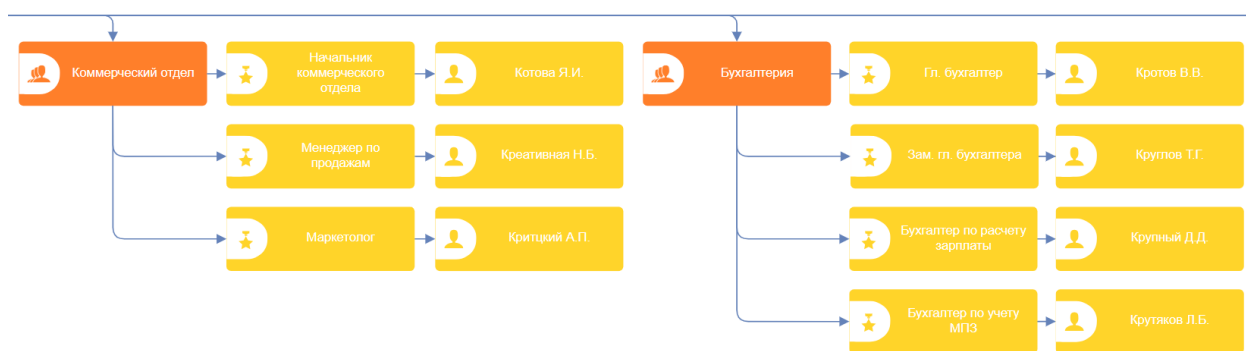 Коммерческий отдел
Начальник
коммерческого
отдела
Котова Я.И.
Менеджер по
продажам
Креативная Н.Б.
Маркетолог
Критцкий А.П.
Бухгалтерия
Гл. бухгалтер
Кротов В.В.
Зам. гл. бухгалтера
Круглов Т.Г.
Бухгалтер по расчету
зарплаты
Крупный Д.Д.
Бухгалтер по учету
МПЗ
Крутяков Л.Б.